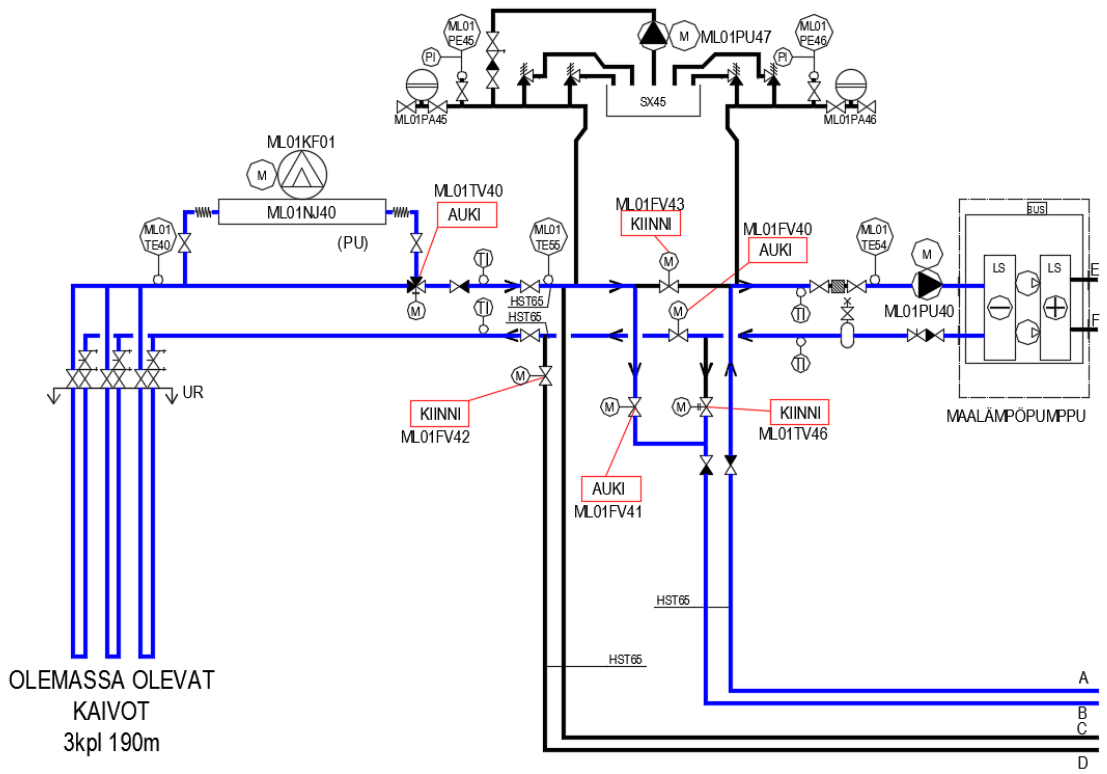 ML01
PE45
M
ML01PU47
ML01
PE46
PI
PI
SX45
ML01PA45
ML01PA46
ML01KF01
M
ML01NJ40
(PU)
ML01TV40
AUKI
ML01FV43
KIINNI
ML01FV40
AUKI
ML01
TE40
TI
ML01
TE55
M
ML01
TE54
M
SUS
LS
LS
E
M
HST65
HST65
TI
M
TI
ML01PU40
F
TI
M
UR
KIINNI
ML01FV42
M
M
KIINNI
ML01TV46
MAALÄMPÖPUMPPU
AUKI
ML01FV41
HST65
HST65
OLEMASSA OLEVAT
KAIVOT
3kpl 190m
A
B
C
D